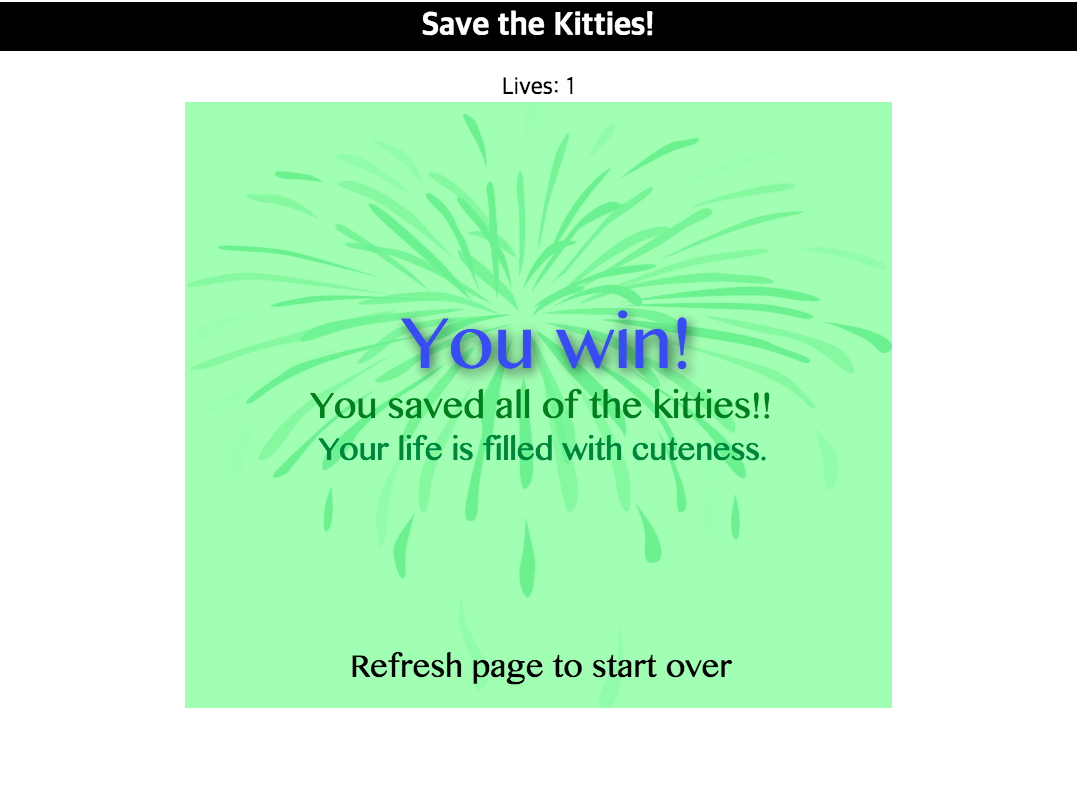 Save the Kitties!
Lives: 1
You win!
You saved all of the kitties!!
Your life is filled with cuteness.
Refresh page to start over